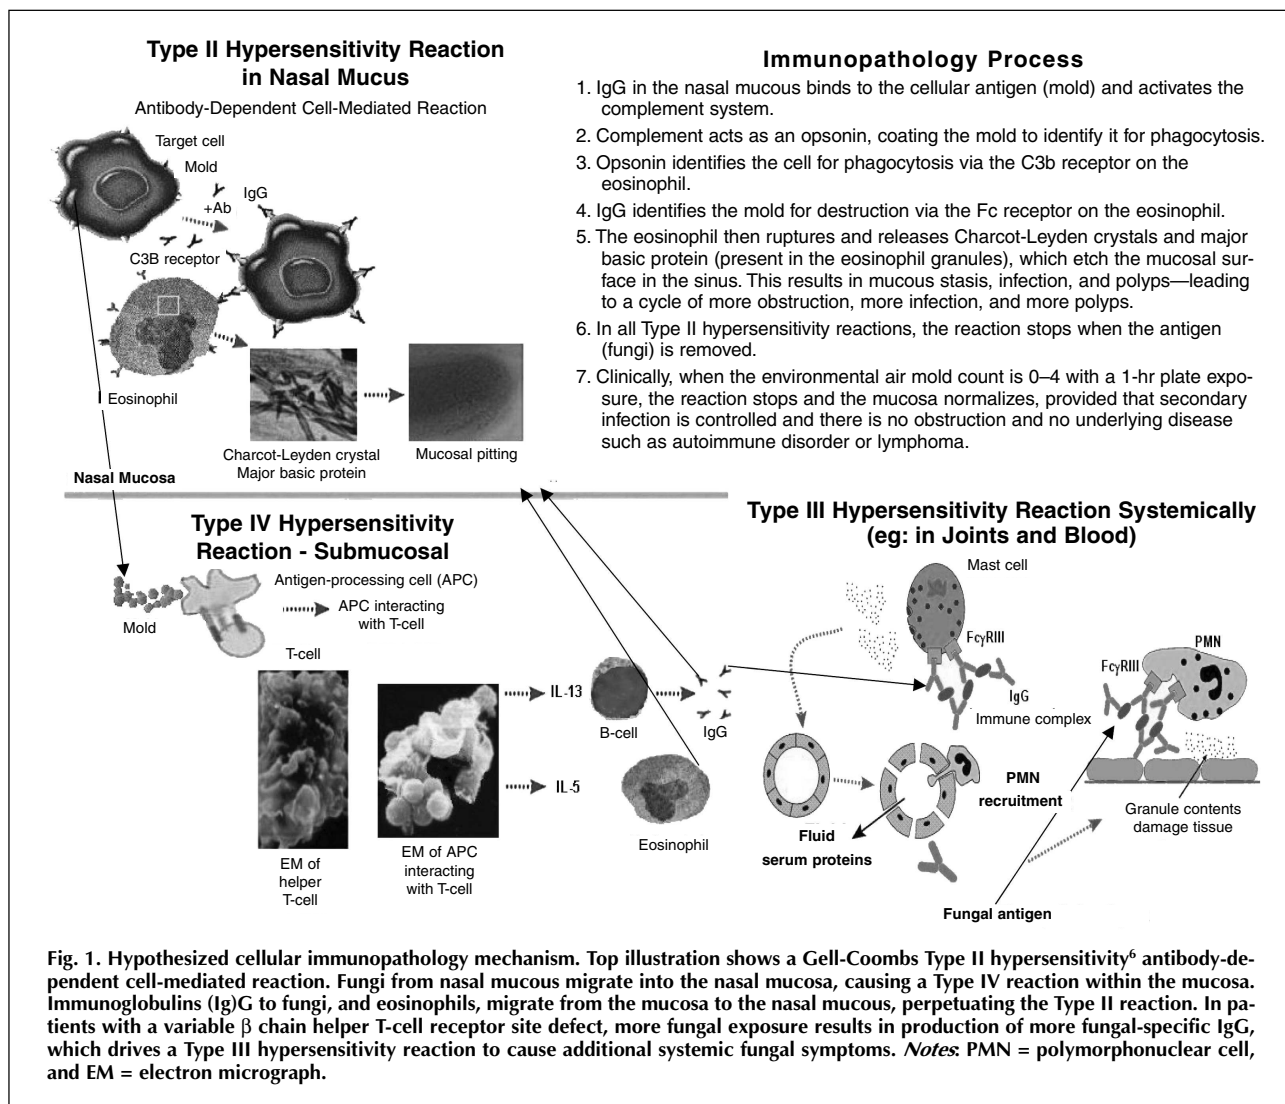 Type II Hypersensitivity Reaction
in Nasal Mucus
Antibody-Dependent Cell-Mediated Reaction
Target cell
Mold
IgG
+Ab
C3B receptor
Eosinophil
Charcot-Leyden crystal
Major basic protein
Mucosal pitting
Nasal Mucosa
Immunopathology Process
1. IgG in the nasal mucous binds to the cellular antigen (mold) and activates the
complement system.
2. Complement acts as an opsonin, coating the mold to identify it for phagocytosis.
3. Opsonin identifies the cell for phagocytosis via the C3b receptor on the
eosinophil.
4. IgG identifies the mold for destruction via the Fc receptor on the eosinophil.
5. The eosinophil then ruptures and releases Charcot-Leyden crystals and major
basic protein (present in the eosinophil granules), which etch the mucosal sur-
face in the sinus. This results in mucous stasis, infection, and polyps—leading
to a cycle of more obstruction, more infection, and more polyps.
6. In all Type II hypersensitivity reactions, the reaction stops when the antigen
(fungi) is removed.
7. Clinically, when the environmental air mold count is 0–4 with a 1-hr plate expo-
sure, the reaction stops and the mucosa normalizes, provided that secondary
infection is controlled and there is no obstruction and no underlying disease
such as autoimmune disorder or lymphoma.
Type IV Hypersensitivity
Reaction - Submucosal
Antigen-processing cell (APC)
APC interacting
with T-cell
Mold
T-cell
IL-13
B-cell
IgG
IL-5
Eosinophil
EM of
helper
T-cell
EM of APC
interacting
with T-cell
Type III Hypersensitivity Reaction Systemically
(eg: in Joints and Blood)
Mast cell
FcγRIII
IgG
Immune complex
FcγRIII
PMN
PMN
recruitment
Fluid
serum proteins
Granule contents
damage tissue
Fungal antigen
Fig. 1. Hypothesized cellular immunopathology mechanism. Top illustration shows a Gell-Coombs Type II hypersensitivity⁶ antibody-de-
pendent cell-mediated reaction. Fungi from nasal mucous migrate into the nasal mucosa, causing a Type IV reaction within the mucosa.
Immunoglobulins (Ig)G to fungi, and eosinophils, migrate from the mucosa to the nasal mucous, perpetuating the Type II reaction. In pa-
tients with a variable β chain helper T-cell receptor site defect, more fungal exposure results in production of more fungal-specific IgG,
which drives a Type III hypersensitivity reaction to cause additional systemic fungal symptoms. Notes: PMN = polymorphonuclear cell,
and EM = electron micrograph.